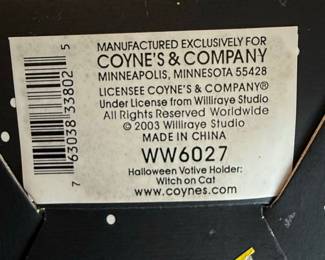 MANUFACTURED EXCLUSIVELY FOR
COYNE'S & COMPANY
MINNEAPOLIS, MINNESOTA 55428
LICENSEE COYNE'S & COMPANY®
Under License from Williraye Studio
All Rights Reserved Worldwide
© 2003 Williraye Studio
MADE IN CHINA
WW6027
Halloween Votive Holder:
Witch on Cat
www.coynes.com
7 63038 33802 5